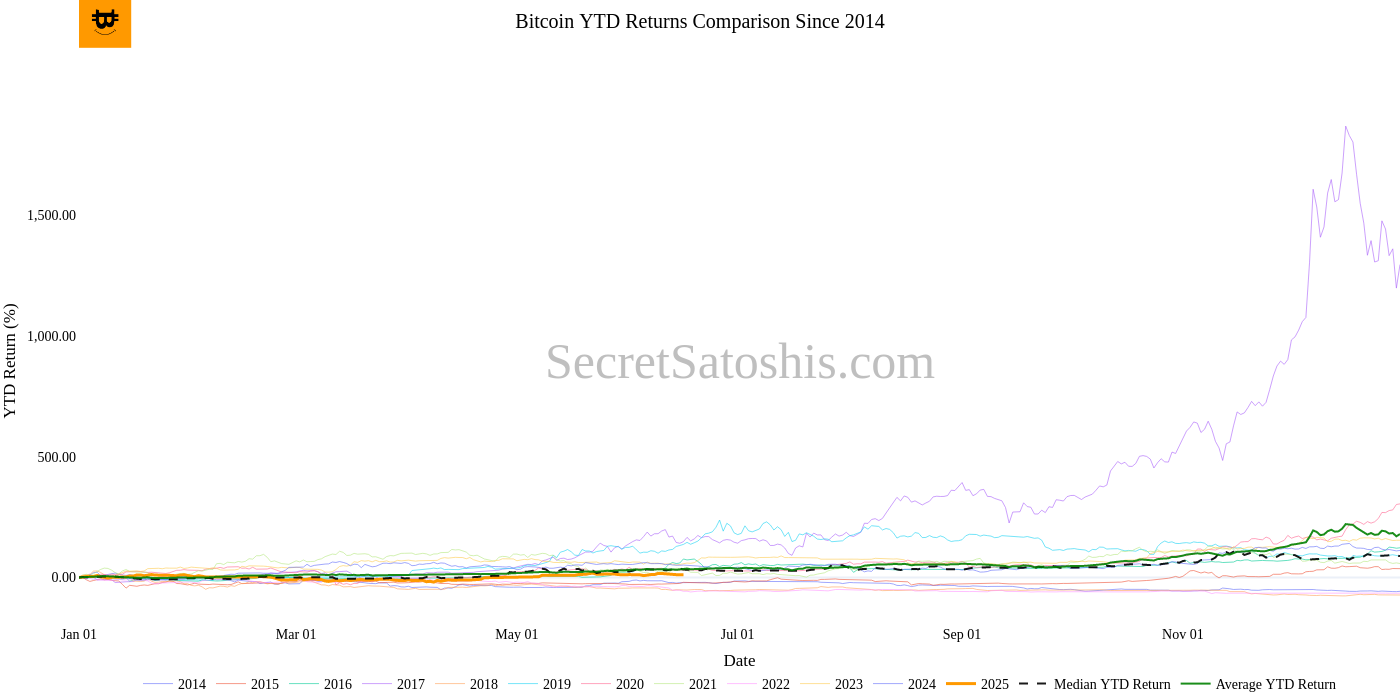 Bitcoin YTD Returns Comparison Since 2014
1,500.00
1,000.00
500.00
0.00
YTD Return (%)
SecretSatoshis.com
Jan 01 Mar 01 May 01 Jul 01 Sep 01 Nov 01
Date
2014 2015 2016 2017 2018 2019 2020 2021 2022 2023 2024 2025 Median YTD Return Average YTD Return